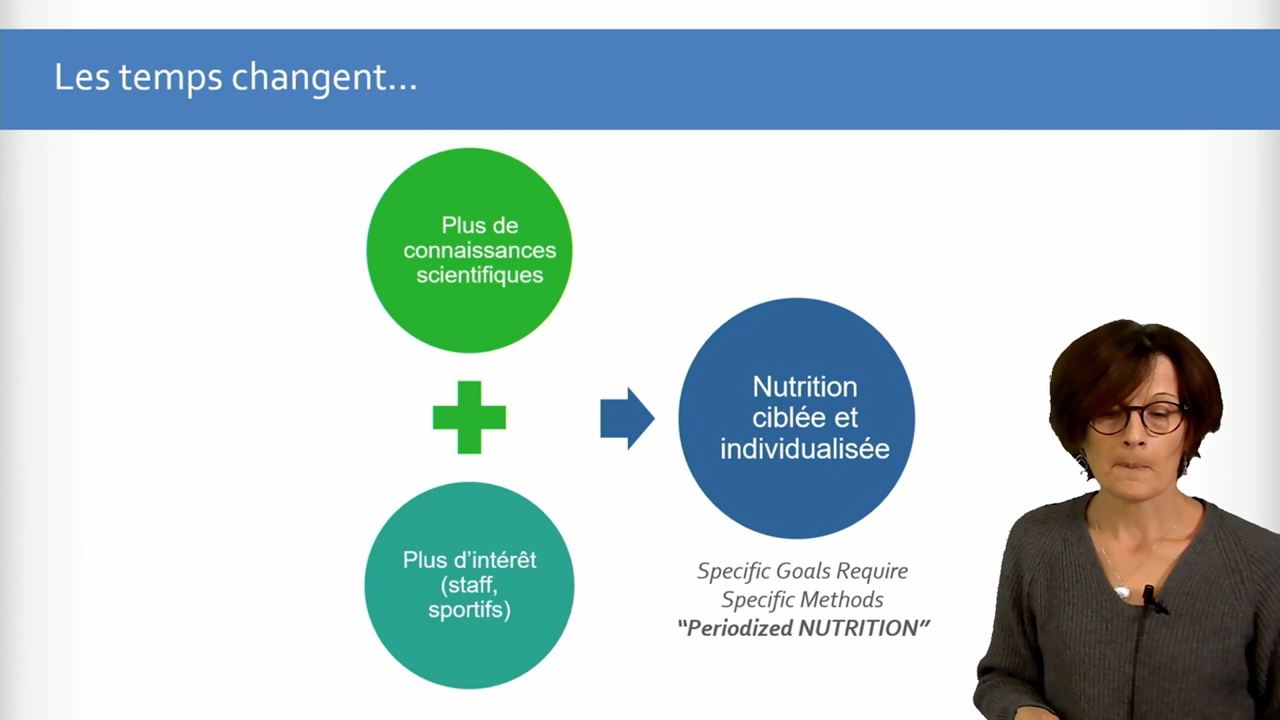 Les temps changent...
Plus de
connaissances
scientifiques
Plus d'intérêt
(staff,
sportifs)
Nutrition
ciblée et
individualisée
Specific Goals Require
Specific Methods
“Periodized NUTRITION”